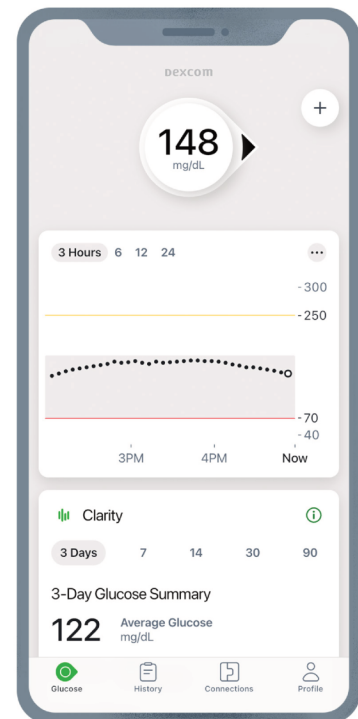 Dexcom
148
mg/dL
+
3 Hours 6 12 24
300
250
70
40
3PM 4PM Now
Clarity
3 Days 7 14 30 90
3-Day Glucose Summary
122 Average Glucose
mg/dL
Glucose History Connections Profile